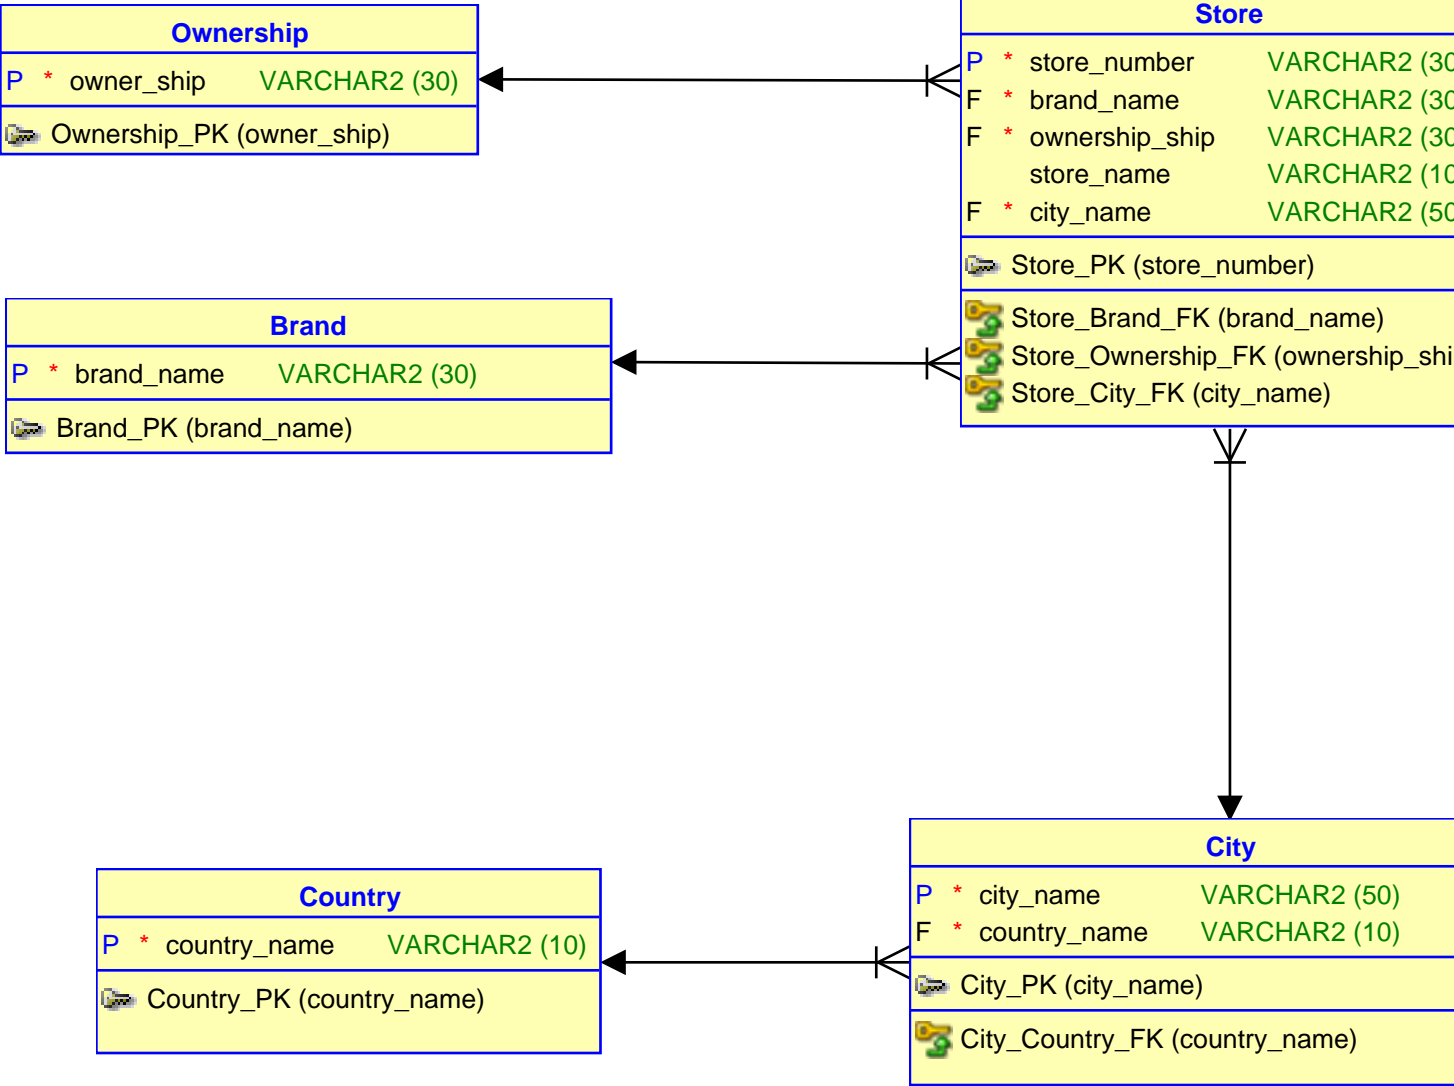 Ownership
P * owner_ship VARCHAR2 (30)
Ownership_PK (owner_ship)
Store
P * store_number VARCHAR2 (30
F * brand_name VARCHAR2 (30
F * ownership_ship VARCHAR2 (30
store_name VARCHAR2 (10
F * city_name VARCHAR2 (50
Store_PK (store_number)
Store_Brand_FK (brand_name)
Store_Ownership_FK (ownership_shi
Store_City_FK (city_name)
Brand
P * brand_name VARCHAR2 (30)
Brand_PK (brand_name)
Country
P * country_name VARCHAR2 (10)
Country_PK (country_name)
City
P * city_name VARCHAR2 (50)
F * country_name VARCHAR2 (10)
City_PK (city_name)
City_Country_FK (country_name)